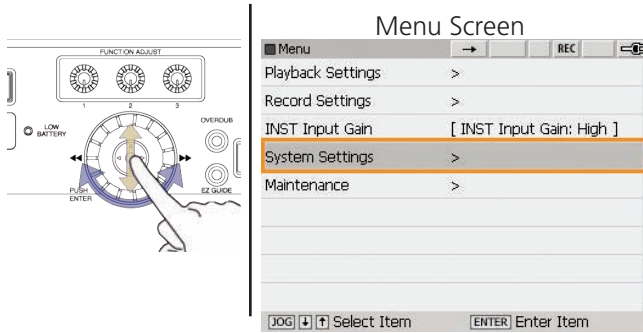 FUNCTION ADJUST
1 2 3
LOW
BATTERY
OVERDUB
PUSH
ENTER
EZ GUIDE
Menu Screen
Menu
REC
Playback Settings >
Record Settings >
INST Input Gain [ INST Input Gain: High ]
System Settings >
Maintenance >
JOG Select Item ENTER Enter Item